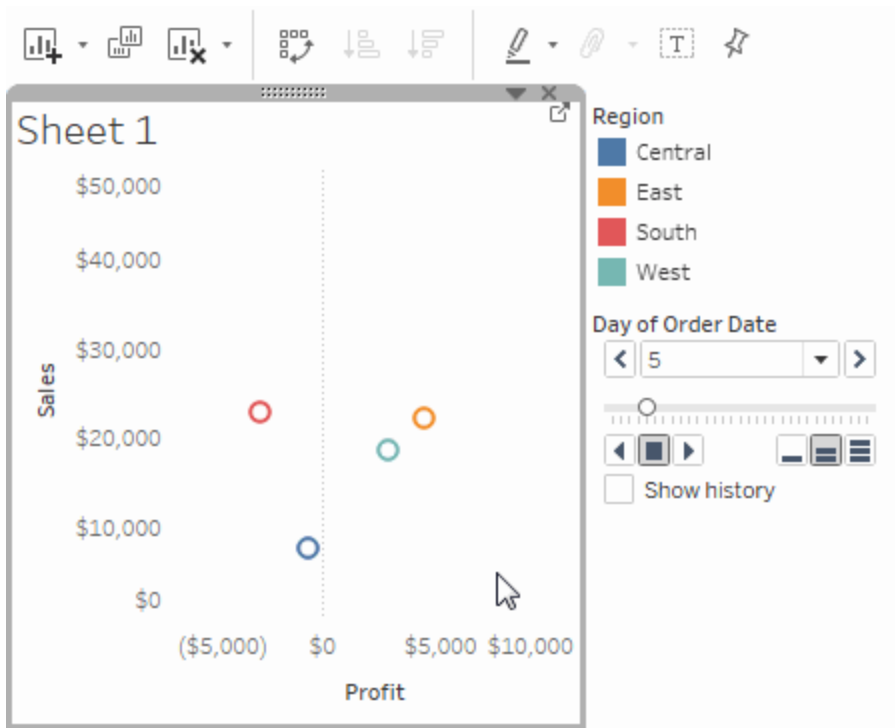 T
Sheet 1
$50,000
$40,000
$30,000
$20,000
$10,000
$0
Sales
($5,000) $0 $5,000 $10,000
Profit
Region
Central
East
South
West
Day of Order Date
5
Show history